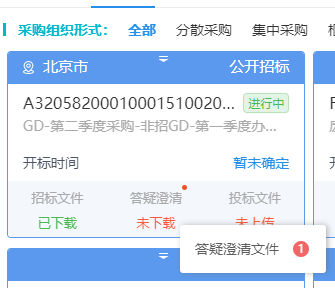 采购组织形式： 全部 分散采购 集中采购
北京市 公开招标
A32058200010001510020... 进行中
GD-第二季度采购-非招GD-第一季度办...
开标时间 暂未确定
招标文件 答疑澄清 投标文件
已下载 未下载 未上传
答疑澄清文件 1